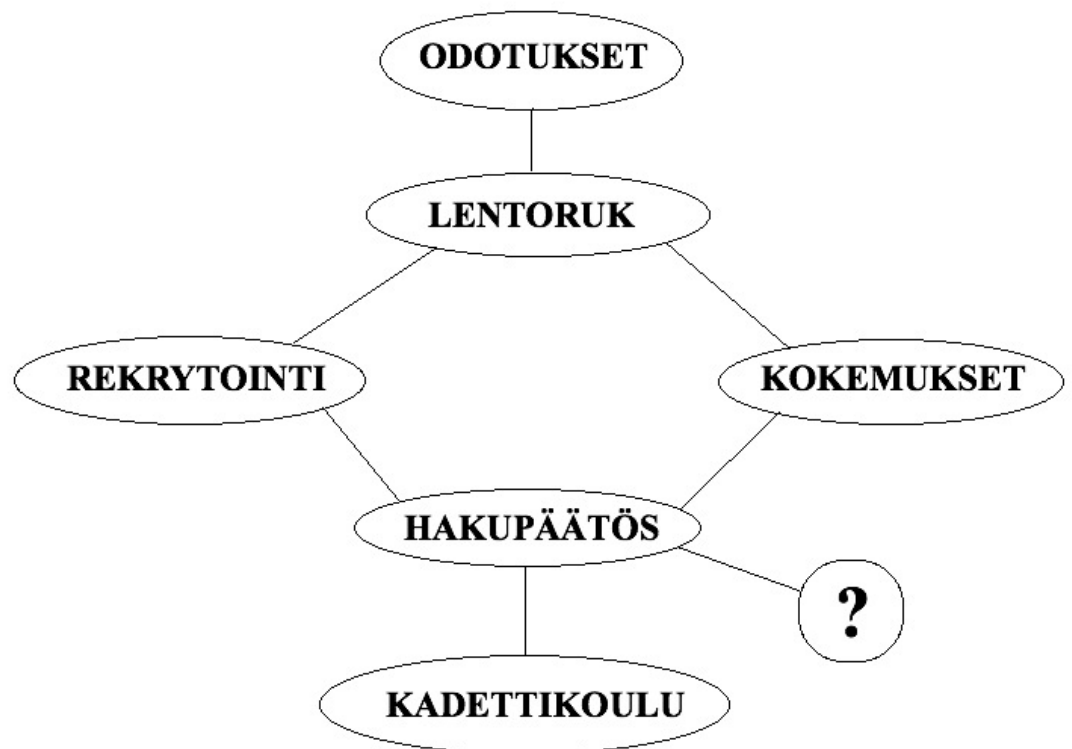 ODOTUKSET
LENTORUK
REKRYTOINTI
KOKEMUKSET
HAKUPÄÄTÖS
?
KADETTIKOULU